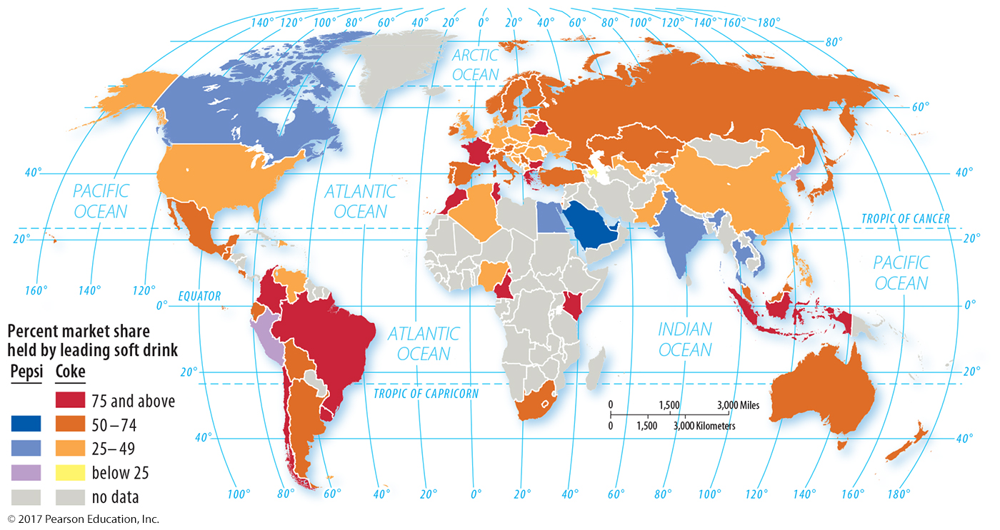 140° 120° 100° 80° 60° 40° 20° 0° 20° 40° 60° 80° 100° 120° 140° 160° 180°
80°
ARCTIC
OCEAN
60°
40°
40°
PACIFIC
OCEAN
ATLANTIC
OCEAN
TROPIC OF CANCER
20°
20°
PACIFIC
OCEAN
160° 140° 120°
EQUATOR
0°
0°
ATLANTIC
OCEAN
INDIAN
OCEAN
20°
20°
TROPIC OF CAPRICORN
0 1,500 3,000 Miles
0 1,500 3,000 Kilometers
40°
40°
100° 80° 60° 40° 20° 0° 20° 40° 60° 80° 100° 120° 140° 160° 180°
Percent market share
held by leading soft drink
Pepsi Coke
75 and above
50–74
25–49
below 25
no data
© 2017 Pearson Education, Inc.